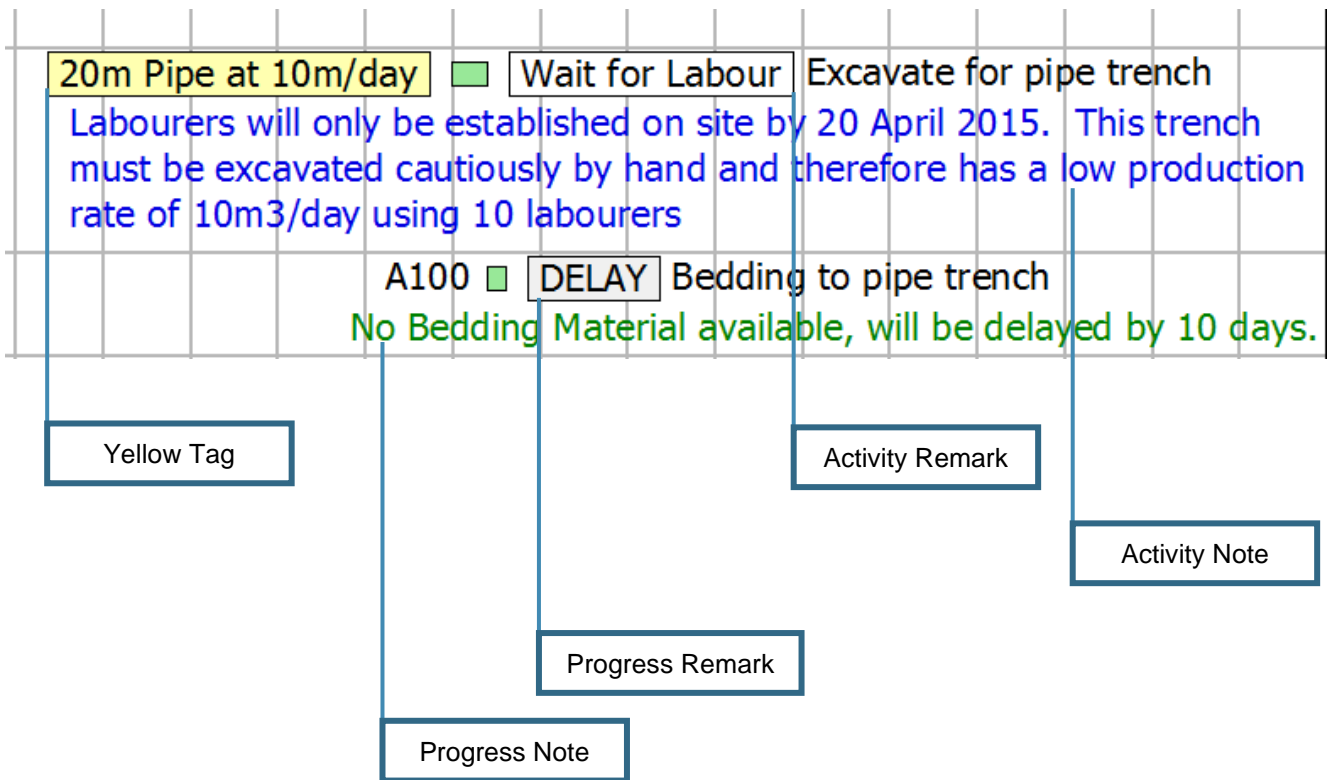 20m Pipe at 10m/day Wait for Labour Excavate for pipe trench
Labourers will only be established on site by 20 April 2015.  This trench
must be excavated cautiously by hand and therefore has a low production
rate of 10m3/day using 10 labourers
A100 DELAY Bedding to pipe trench
No Bedding Material available, will be delayed by 10 days.
Yellow Tag
Activity Remark
Activity Note
Progress Remark
Progress Note